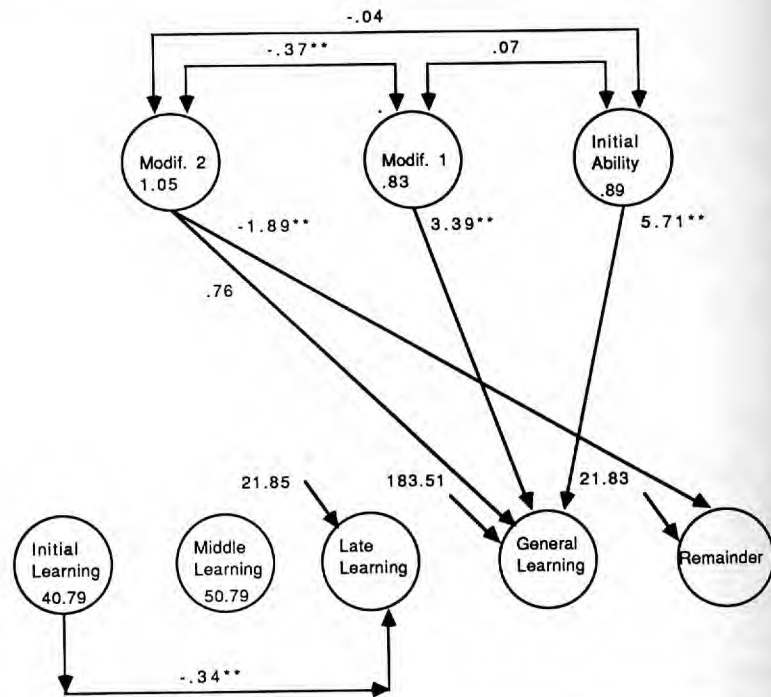 -.04
-.37**
.07
Modif. 2
1.05
Modif. 1
.83
Initial
Ability
.89
-1.89**
3.39**
5.71**
.76
21.85
183.51
21.83
Initial
Learning
40.79
Middle
Learning
50.79
Late
Learning
General
Learning
Remainder
-.34**